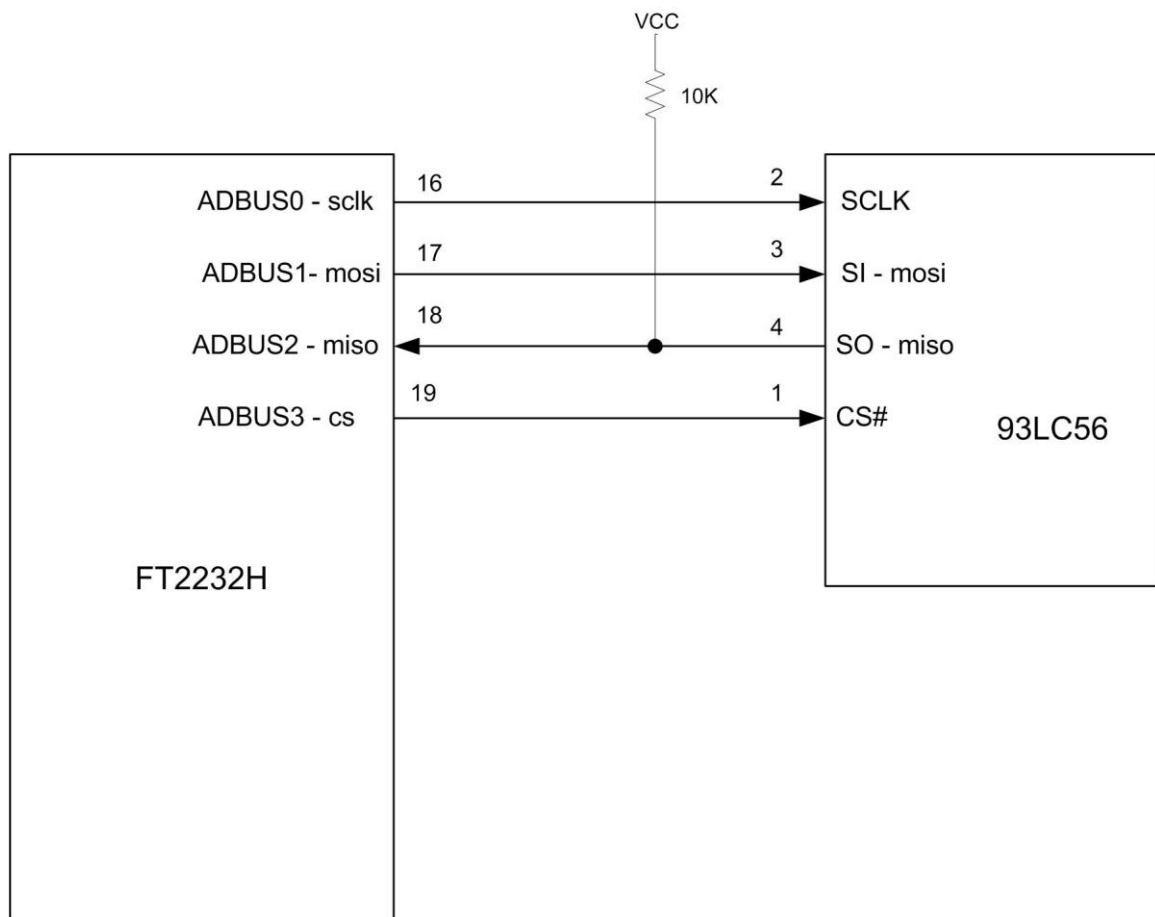 VCC
10K
ADBUS0 - sclk 16 2 SCLK
ADBUS1- mosi 17 3 SI - mosi
ADBUS2 - miso 18 4 SO - miso
ADBUS3 - cs 19 1 CS#
93LC56
FT2232H